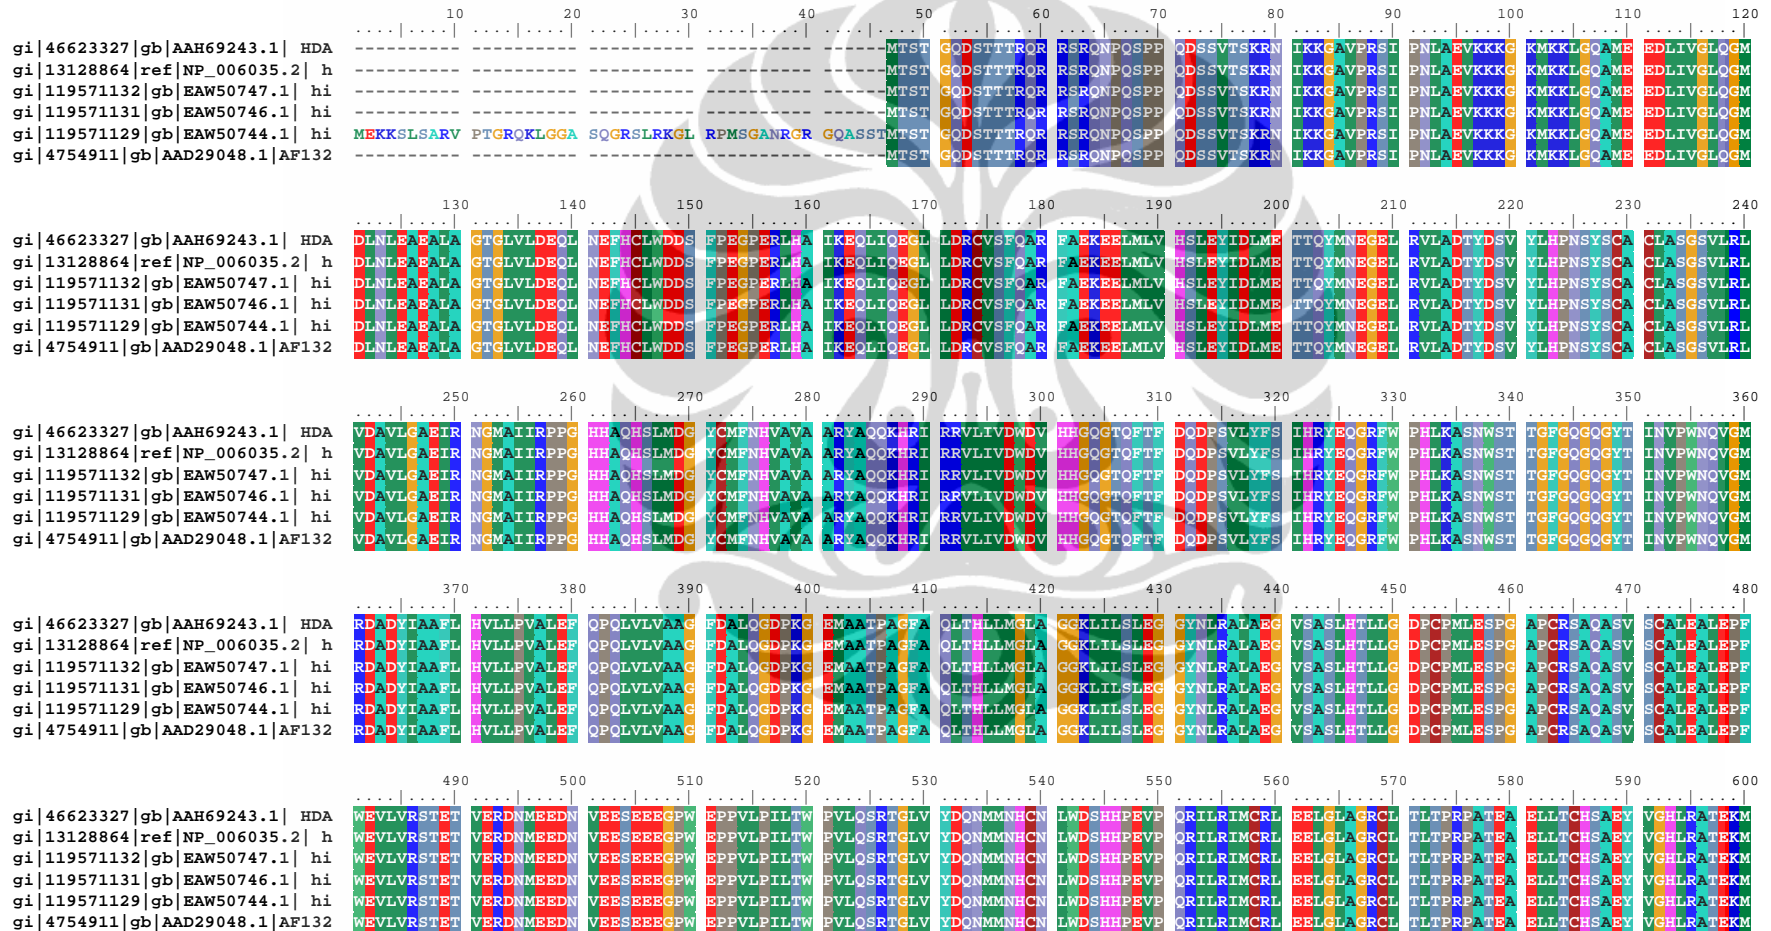 10 20 30 40 50 60 70 80 90 100 110 120
gi|46623327|gb|AAH69243.1| HDA ---------- ---------- ---------- ---------- ------MTST GQDSTTTRQR RSRQNPQSPP QDSSVTSKRN IKKGAVPRSI PNLAEVKKKG KMKKLGQAME EDLIVGLQGM
gi|13128864|ref|NP_006035.2| h ---------- ---------- ---------- ---------- ------MTST GQDSTTTRQR RSRQNPQSPP QDSSVTSKRN IKKGAVPRSI PNLAEVKKKG KMKKLGQAME EDLIVGLQGM
gi|119571132|gb|EAW50747.1| hi ---------- ---------- ---------- ---------- ------MTST GQDSTTTRQR RSRQNPQSPP QDSSVTSKRN IKKGAVPRSI PNLAEVKKKG KMKKLGQAME EDLIVGLQGM
gi|119571131|gb|EAW50746.1| hi ---------- ---------- ---------- ---------- ------MTST GQDSTTTRQR RSRQNPQSPP QDSSVTSKRN IKKGAVPRSI PNLAEVKKKG KMKKLGQAME EDLIVGLQGM
gi|119571129|gb|EAW50744.1| hi MEKKSLSARV PTGRQKLGGA SQGRSLRKGL RPMSGANRGR GQASSTMTST GQDSTTTRQR RSRQNPQSPP QDSSVTSKRN IKKGAVPRSI PNLAEVKKKG KMKKLGQAME EDLIVGLQGM
gi|4754911|gb|AAD29048.1|AF132 ---------- ---------- ---------- ---------- ------MTST GQDSTTTRQR RSRQNPQSPP QDSSVTSKRN IKKGAVPRSI PNLAEVKKKG KMKKLGQAME EDLIVGLQGM
130 140 150 160 170 180 190 200 210 220 230 240
gi|46623327|gb|AAH69243.1| HDA DLNLEAEALA GTGLVLDEQL NEFHCLWDDS FPEGPERLHA IKEQLIQEGL LDRCVSFQAR FAEKEELMLV HSLEYIDLME TTQYMNEGEL RVLADTYDSV YLHPNSYSCA CLASGSVLRL
gi|13128864|ref|NP_006035.2| h DLNLEAEALA GTGLVLDEQL NEFHCLWDDS FPEGPERLHA IKEQLIQEGL LDRCVSFQAR FAEKEELMLV HSLEYIDLME TTQYMNEGEL RVLADTYDSV YLHPNSYSCA CLASGSVLRL
gi|119571132|gb|EAW50747.1| hi DLNLEAEALA GTGLVLDEQL NEFHCLWDDS FPEGPERLHA IKEQLIQEGL LDRCVSFQAR FAEKEELMLV HSLEYIDLME TTQYMNEGEL RVLADTYDSV YLHPNSYSCA CLASGSVLRL
gi|119571131|gb|EAW50746.1| hi DLNLEAEALA GTGLVLDEQL NEFHCLWDDS FPEGPERLHA IKEQLIQEGL LDRCVSFQAR FAEKEELMLV HSLEYIDLME TTQYMNEGEL RVLADTYDSV YLHPNSYSCA CLASGSVLRL
gi|119571129|gb|EAW50744.1| hi DLNLEAEALA GTGLVLDEQL NEFHCLWDDS FPEGPERLHA IKEQLIQEGL LDRCVSFQAR FAEKEELMLV HSLEYIDLME TTQYMNEGEL RVLADTYDSV YLHPNSYSCA CLASGSVLRL
gi|4754911|gb|AAD29048.1|AF132 DLNLEAEALA GTGLVLDEQL NEFHCLWDDS FPEGPERLHA IKEQLIQEGL LDRCVSFQAR FAEKEELMLV HSLEYIDLME TTQYMNEGEL RVLADTYDSV YLHPNSYSCA CLASGSVLRL
250 260 270 280 290 300 310 320 330 340 350 360
gi|46623327|gb|AAH69243.1| HDA VDAVLGAEIR NGMAIIRPPG HHAQHSLMDG YCMFNHVAVA ARYAQQKHRI RRVLIVDWDV HHGQGTQFTF DQDPSVLYFS IHRYEQGRFW PHLKASNWST TGFGQGQGYT INVPWNQVGM
gi|13128864|ref|NP_006035.2| h VDAVLGAEIR NGMAIIRPPG HHAQHSLMDG YCMFNHVAVA ARYAQQKHRI RRVLIVDWDV HHGQGTQFTF DQDPSVLYFS IHRYEQGRFW PHLKASNWST TGFGQGQGYT INVPWNQVGM
gi|119571132|gb|EAW50747.1| hi VDAVLGAEIR NGMAIIRPPG HHAQHSLMDG YCMFNHVAVA ARYAQQKHRI RRVLIVDWDV HHGQGTQFTF DQDPSVLYFS IHRYEQGRFW PHLKASNWST TGFGQGQGYT INVPWNQVGM
gi|119571131|gb|EAW50746.1| hi VDAVLGAEIR NGMAIIRPPG HHAQHSLMDG YCMFNHVAVA ARYAQQKHRI RRVLIVDWDV HHGQGTQFTF DQDPSVLYFS IHRYEQGRFW PHLKASNWST TGFGQGQGYT INVPWNQVGM
gi|119571129|gb|EAW50744.1| hi VDAVLGAEIR NGMAIIRPPG HHAQHSLMDG YCMFNHVAVA ARYAQQKHRI RRVLIVDWDV HHGQGTQFTF DQDPSVLYFS IHRYEQGRFW PHLKASNWST TGFGQGQGYT INVPWNQVGM
gi|4754911|gb|AAD29048.1|AF132 VDAVLGAEIR NGMAIIRPPG HHAQHSLMDG YCMFNHVAVA ARYAQQKHRI RRVLIVDWDV HHGQGTQFTF DQDPSVLYFS IHRYEQGRFW PHLKASNWST TGFGQGQGYT INVPWNQVGM
370 380 390 400 410 420 430 440 450 460 470 480
gi|46623327|gb|AAH69243.1| HDA RDADYIAAFL HVLLPVALEF QPQLVLVAAG FDALQGDPKG EMAATPAGFA QLTHLLMGLA GGKLILSLEG GYNLRALAEG VSASLHTLLG DPCPMLESPG APCRSAQASV SCALEALEPF
gi|13128864|ref|NP_006035.2| h RDADYIAAFL HVLLPVALEF QPQLVLVAAG FDALQGDPKG EMAATPAGFA QLTHLLMGLA GGKLILSLEG GYNLRALAEG VSASLHTLLG DPCPMLESPG APCRSAQASV SCALEALEPF
gi|119571132|gb|EAW50747.1| hi RDADYIAAFL HVLLPVALEF QPQLVLVAAG FDALQGDPKG EMAATPAGFA QLTHLLMGLA GGKLILSLEG GYNLRALAEG VSASLHTLLG DPCPMLESPG APCRSAQASV SCALEALEPF
gi|119571131|gb|EAW50746.1| hi RDADYIAAFL HVLLPVALEF QPQLVLVAAG FDALQGDPKG EMAATPAGFA QLTHLLMGLA GGKLILSLEG GYNLRALAEG VSASLHTLLG DPCPMLESPG APCRSAQASV SCALEALEPF
gi|119571129|gb|EAW50744.1| hi RDADYIAAFL HVLLPVALEF QPQLVLVAAG FDALQGDPKG EMAATPAGFA QLTHLLMGLA GGKLILSLEG GYNLRALAEG VSASLHTLLG DPCPMLESPG APCRSAQASV SCALEALEPF
gi|4754911|gb|AAD29048.1|AF132 RDADYIAAFL HVLLPVALEF QPQLVLVAAG FDALQGDPKG EMAATPAGFA QLTHLLMGLA GGKLILSLEG GYNLRALAEG VSASLHTLLG DPCPMLESPG APCRSAQASV SCALEALEPF
490 500 510 520 530 540 550 560 570 580 590 600
gi|46623327|gb|AAH69243.1| HDA WEVLVRSTET VERDNMEEDN VEESEEEGPW EPPVLPILTW PVLQSRTGLV YDQNMMNHCN LWDSHHPEVP QRILRIMCRL EELGLAGRCL TLTPRPATEA ELLTCHSAEY VGHLRATEKM
gi|13128864|ref|NP_006035.2| h WEVLVRSTET VERDNMEEDN VEESEEEGPW EPPVLPILTW PVLQSRTGLV YDQNMMNHCN LWDSHHPEVP QRILRIMCRL EELGLAGRCL TLTPRPATEA ELLTCHSAEY VGHLRATEKM
gi|119571132|gb|EAW50747.1| hi WEVLVRSTET VERDNMEEDN VEESEEEGPW EPPVLPILTW PVLQSRTGLV YDQNMMNHCN LWDSHHPEVP QRILRIMCRL EELGLAGRCL TLTPRPATEA ELLTCHSAEY VGHLRATEKM
gi|119571131|gb|EAW50746.1| hi WEVLVRSTET VERDNMEEDN VEESEEEGPW EPPVLPILTW PVLQSRTGLV YDQNMMNHCN LWDSHHPEVP QRILRIMCRL EELGLAGRCL TLTPRPATEA ELLTCHSAEY VGHLRATEKM
gi|119571129|gb|EAW50744.1| hi WEVLVRSTET VERDNMEEDN VEESEEEGPW EPPVLPILTW PVLQSRTGLV YDQNMMNHCN LWDSHHPEVP QRILRIMCRL EELGLAGRCL TLTPRPATEA ELLTCHSAEY VGHLRATEKM
gi|4754911|gb|AAD29048.1|AF132 WEVLVRSTET VERDNMEEDN VEESEEEGPW EPPVLPILTW PVLQSRTGLV YDQNMMNHCN LWDSHHPEVP QRILRIMCRL EELGLAGRCL TLTPRPATEA ELLTCHSAEY VGHLRATEKM